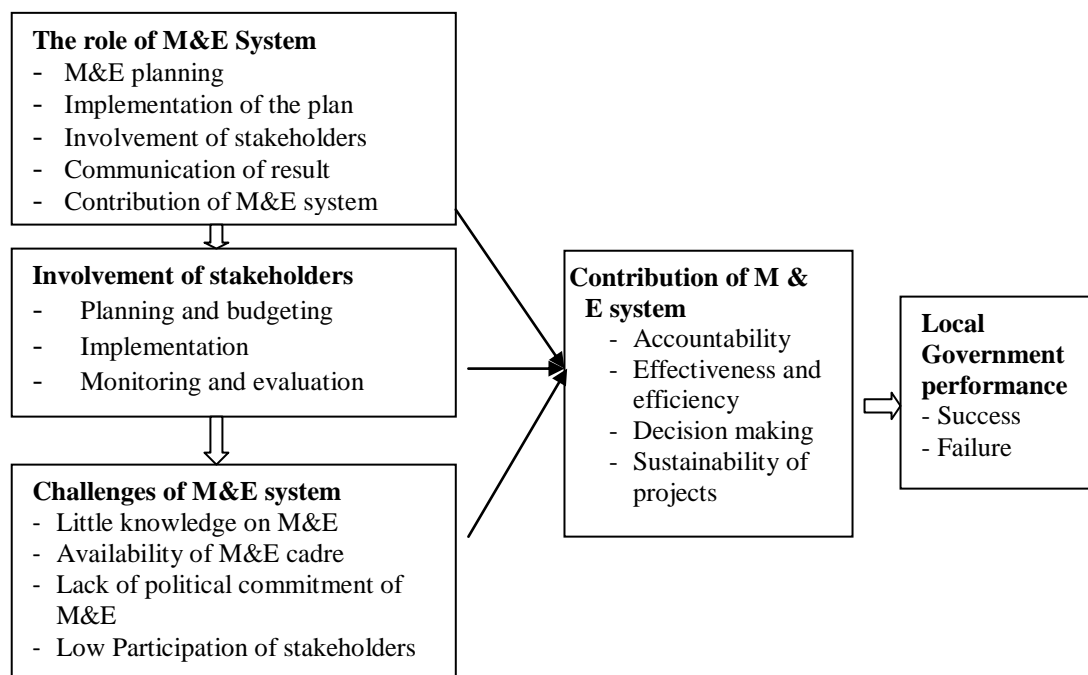 The role of M&E System
- M&E planning
- Implementation of the plan
- Involvement of stakeholders
- Communication of result
- Contribution of M&E system
Involvement of stakeholders
- Planning and budgeting
- Implementation
- Monitoring and evaluation
Challenges of M&E system
- Little knowledge on M&E
- Availability of M&E cadre
- Lack of political commitment of
M&E
- Low Participation of stakeholders
Contribution of M &
E system
- Accountability
- Effectiveness and
efficiency
- Decision making
- Sustainability of
projects
Local
Government
performance
- Success
- Failure